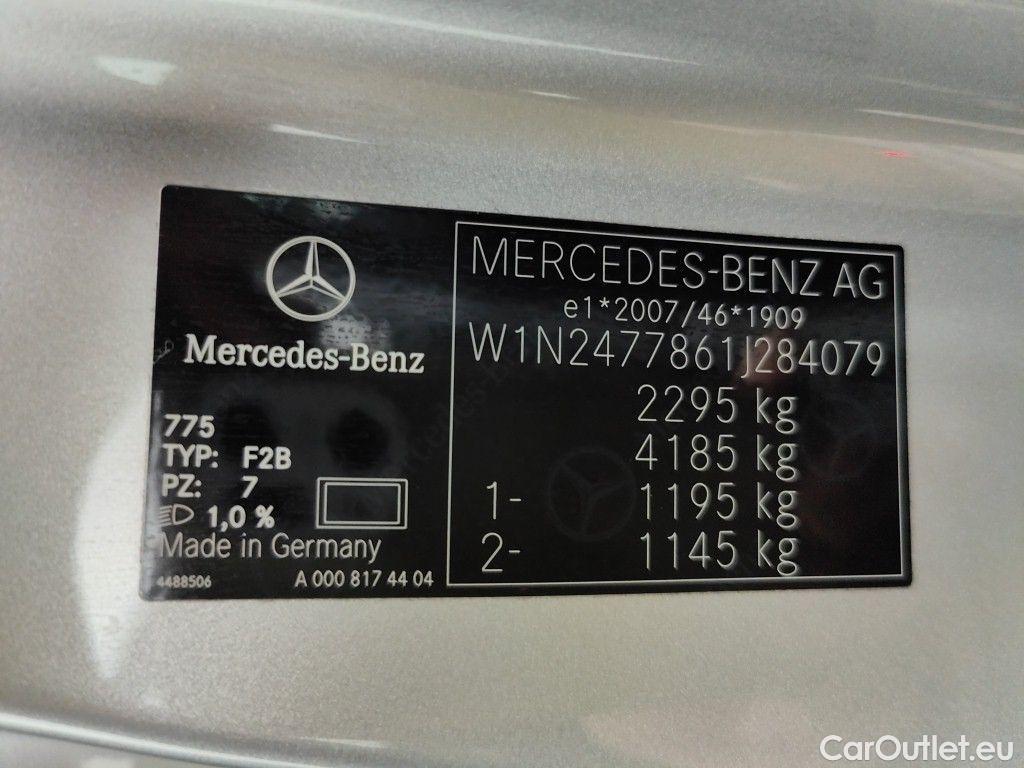 Mercedes-Benz
775
TYP: F2B
PZ: 7
1,0 %
Made in Germany
4488506 A 000 817 44 04
MERCEDES-BENZ AG
e1*2007/46*1909
W1N2477861J284079
2295 kg
4185 kg
1- 1195 kg
2- 1145 kg
CarOutlet.eu